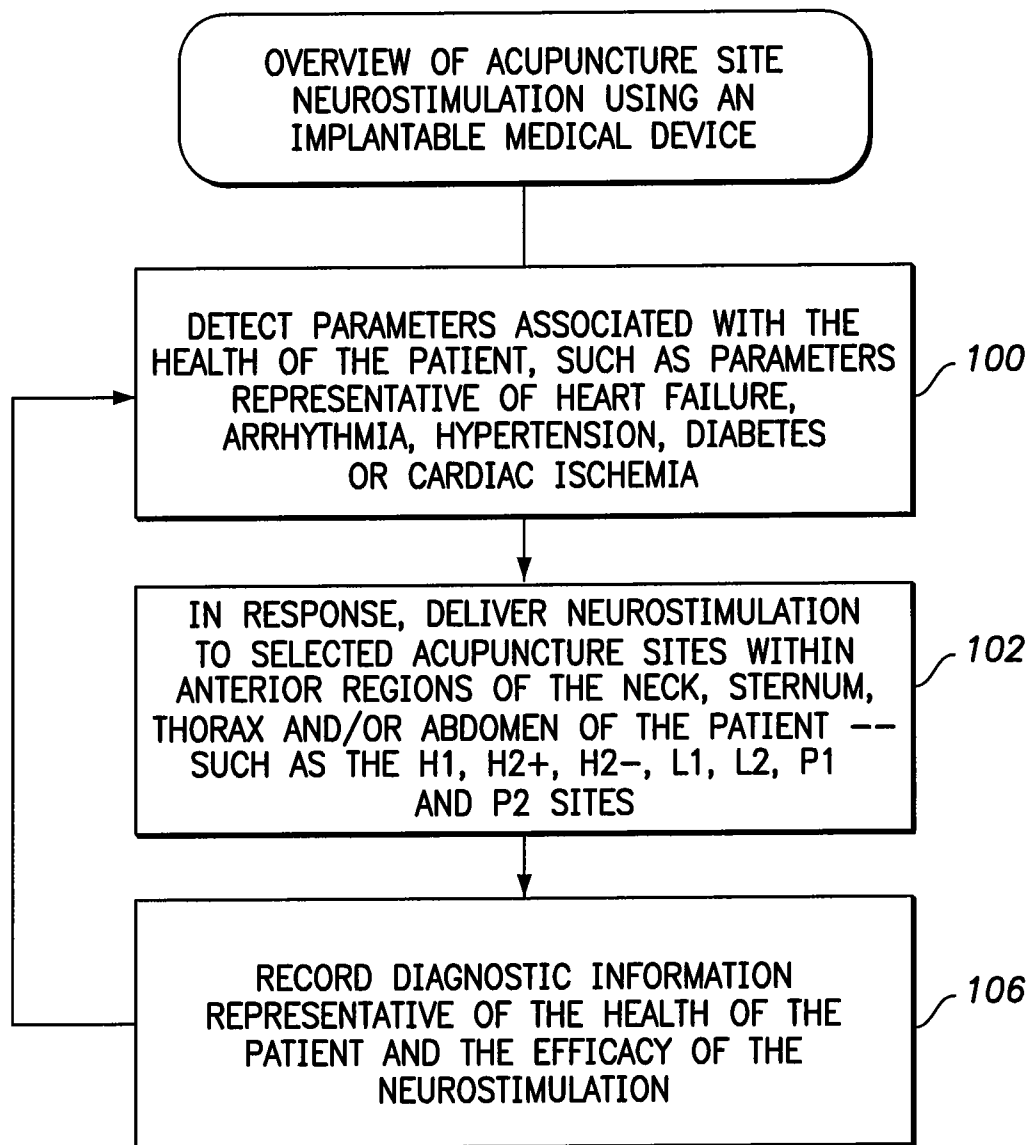 OVERVIEW OF ACUPUNCTURE SITE
NEUROSTIMULATION USING AN
IMPLANTABLE MEDICAL DEVICE
DETECT PARAMETERS ASSOCIATED WITH THE
HEALTH OF THE PATIENT, SUCH AS PARAMETERS
REPRESENTATIVE OF HEART FAILURE,
ARRHYTHMIA, HYPERTENSION, DIABETES
OR CARDIAC ISCHEMIA
100
IN RESPONSE, DELIVER NEUROSTIMULATION
TO SELECTED ACUPUNCTURE SITES WITHIN
ANTERIOR REGIONS OF THE NECK, STERNUM,
THORAX AND/OR ABDOMEN OF THE PATIENT --
SUCH AS THE H1, H2+, H2-, L1, L2, P1
AND P2 SITES
102
RECORD DIAGNOSTIC INFORMATION
REPRESENTATIVE OF THE HEALTH OF THE
PATIENT AND THE EFFICACY OF THE
NEUROSTIMULATION
106